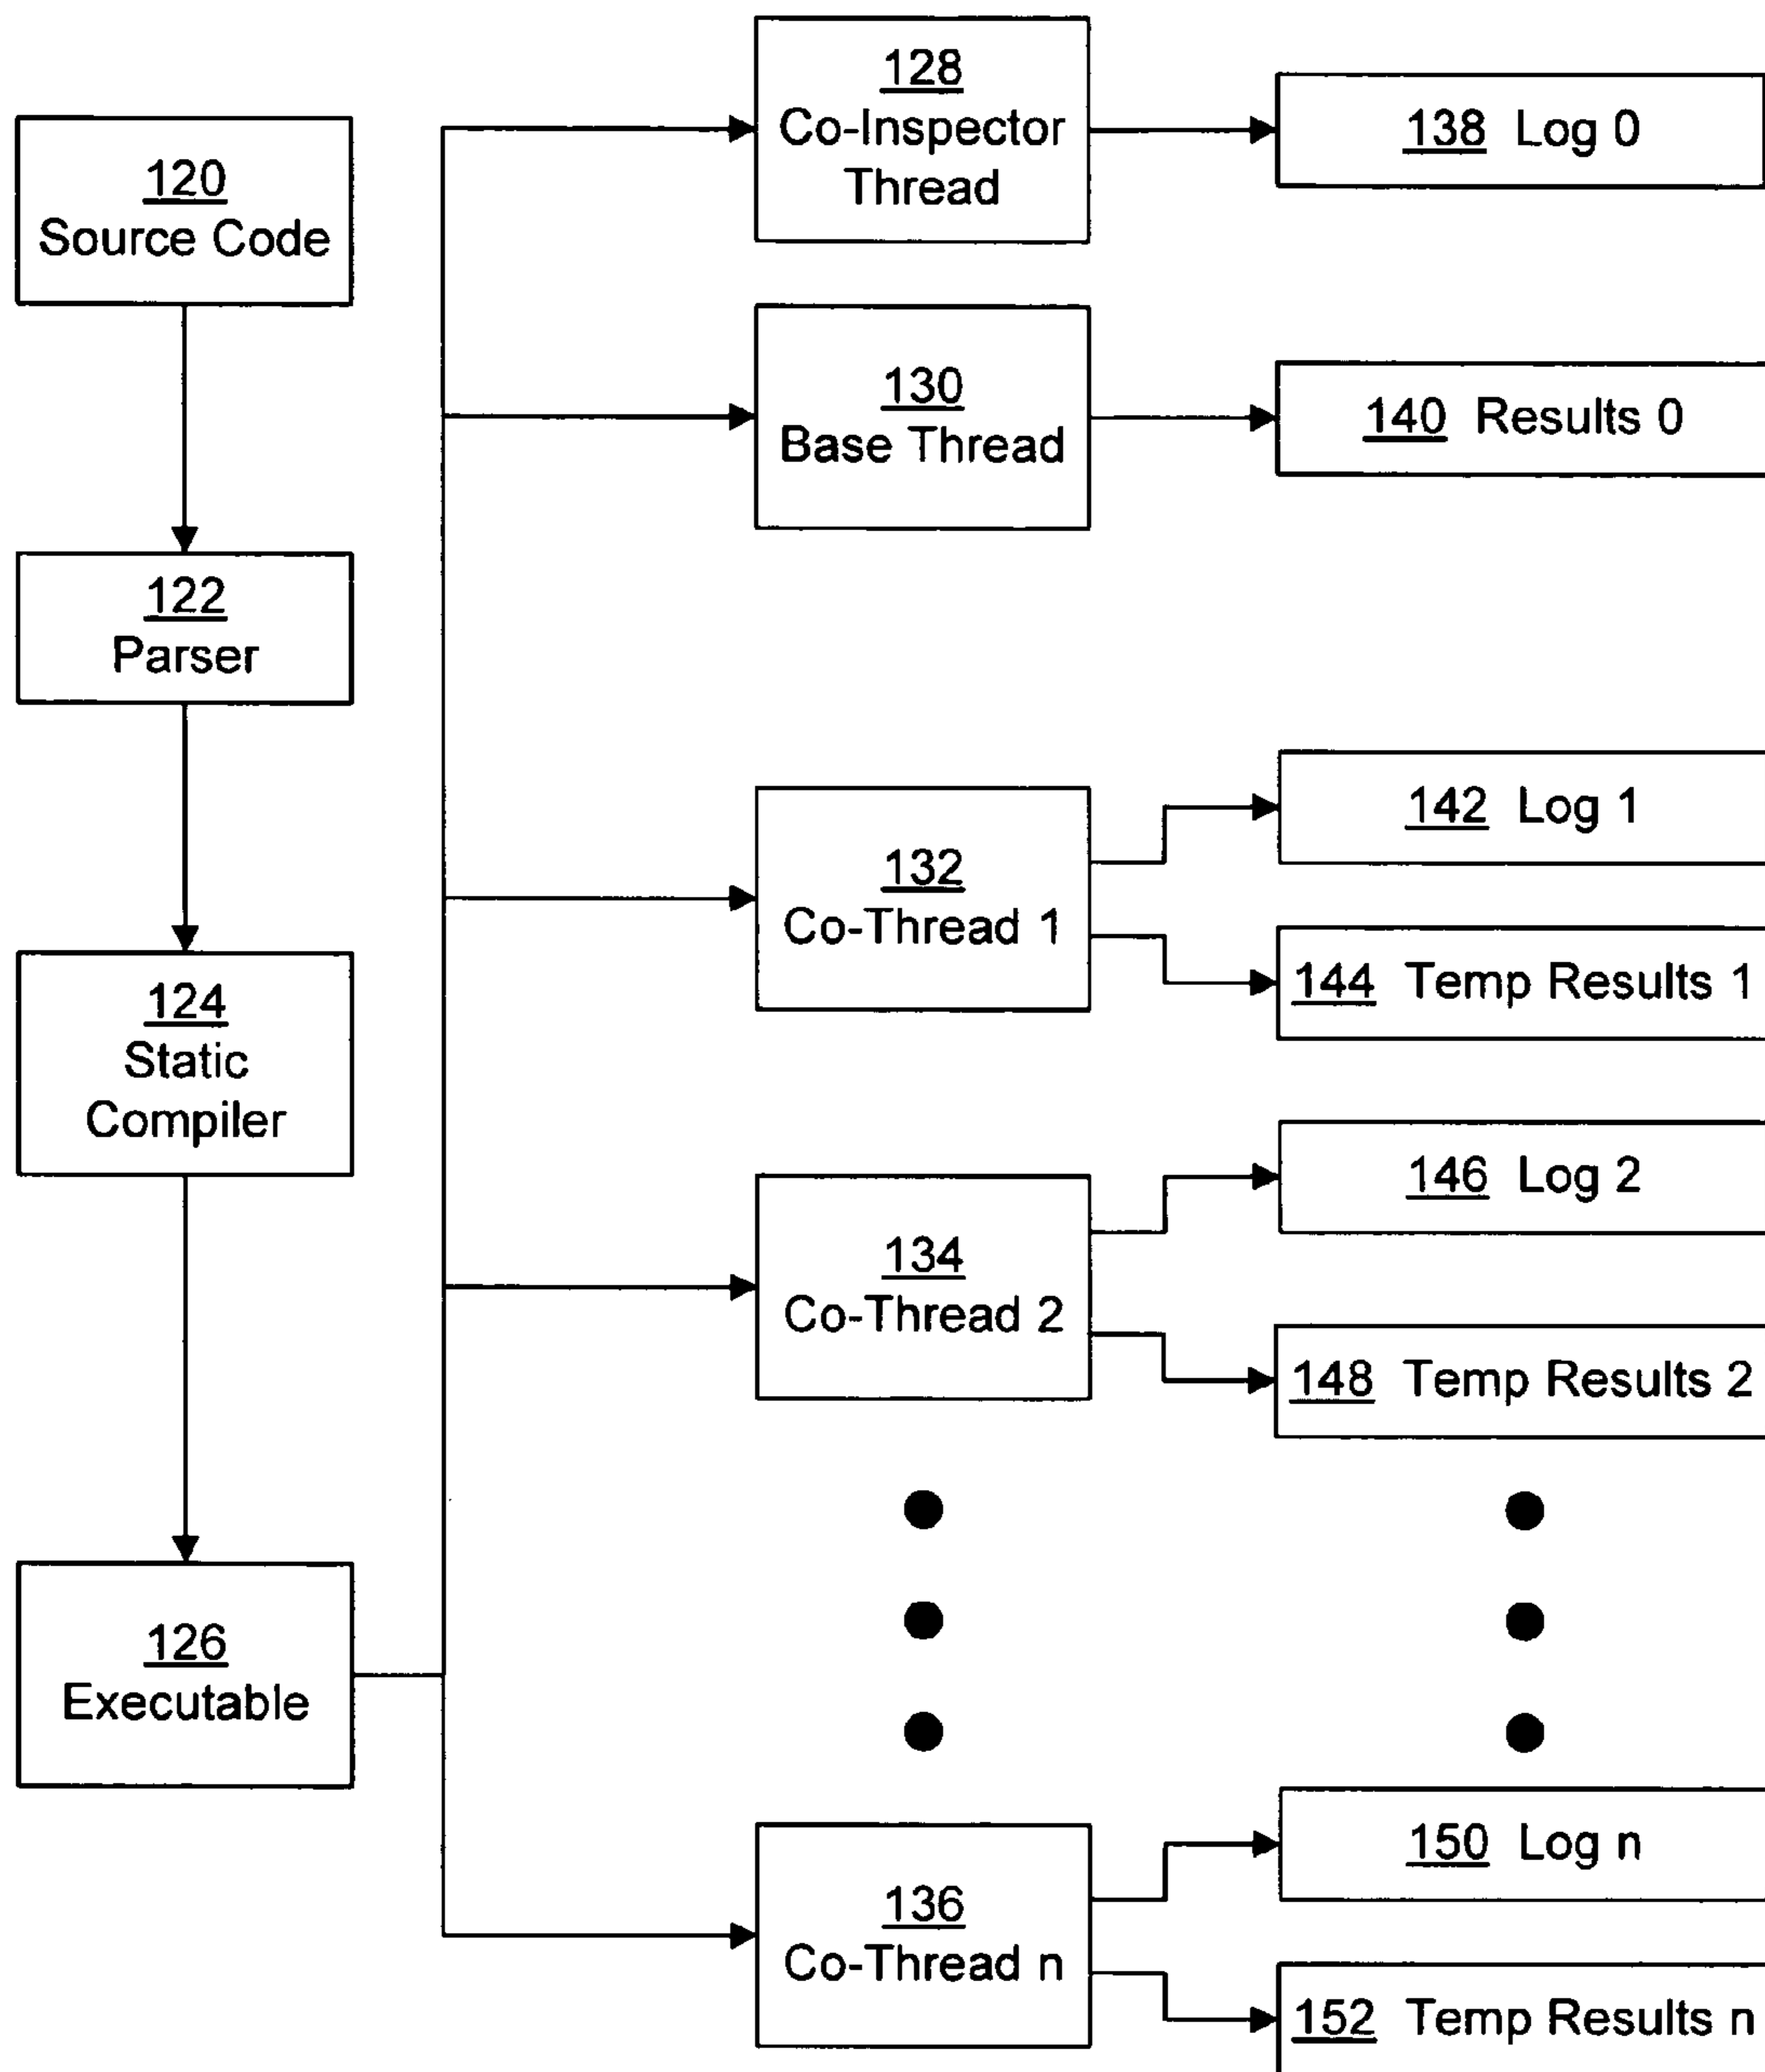 120
Source Code
122
Parser
124
Static
Compiler
126
Executable
128
Co-Inspector
Thread
130
Base Thread
132
Co-Thread 1
134
Co-Thread 2
136
Co-Thread n
138 Log 0
140 Results 0
142 Log 1
144 Temp Results 1
146 Log 2
148 Temp Results 2
150 Log n
152 Temp Results n